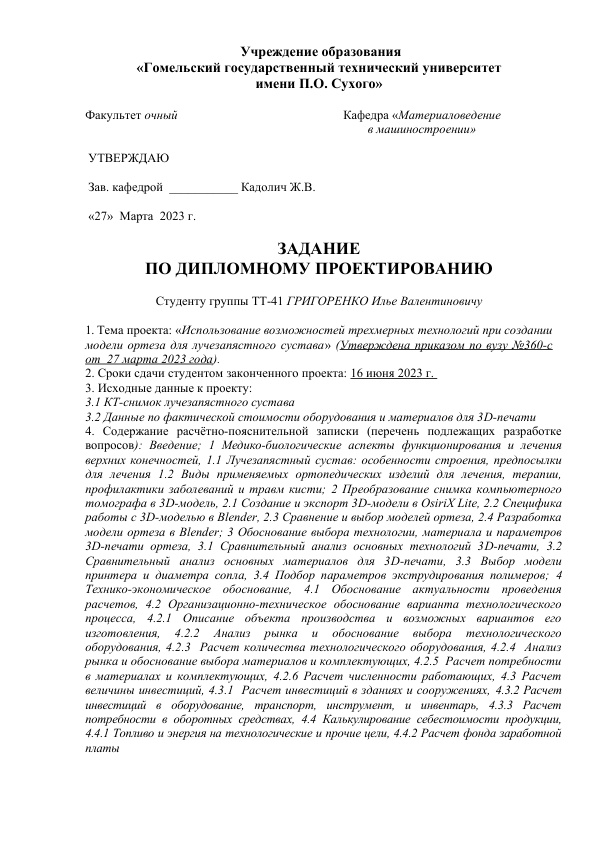 Учреждение образования
«Гомельский государственный технический университет
имени П.О. Сухого»
Факультет очный Кафедра «Материаловедение
в машиностроении»
УТВЕРЖДАЮ
Зав. кафедрой ___________ Кадолич Ж.В.
«27» Марта 2023 г.
ЗАДАНИЕ
ПО ДИПЛОМНОМУ ПРОЕКТИРОВАНИЮ
Студенту группы ТТ-41 ГРИГОРЕНКО Илье Валентиновичу
1. Тема проекта: «Использование возможностей трехмерных технологий при создании
модели ортеза для лучезапястного сустава» (Утверждена приказом по вузу №360-с
от 27 марта 2023 года).
2. Сроки сдачи студентом законченного проекта: 16 июня 2023 г.
3. Исходные данные к проекту:
3.1 КТ-снимок лучезапястного сустава
3.2 Данные по фактической стоимости оборудования и материалов для 3D-печати
4. Содержание расчётно-пояснительной записки (перечень подлежащих разработке
вопросов): Введение; 1 Медико-биологические аспекты функционирования и лечения
верхних конечностей, 1.1 Лучезапястный сустав: особенности строения, предпосылки
для лечения 1.2 Виды применяемых ортопедических изделий для лечения, терапии,
профилактики заболеваний и травм кисти; 2 Преобразование снимка компьютерного
томографа в 3D-модель, 2.1 Создание и экспорт 3D-модели в OsiriX Lite, 2.2 Специфика
работы с 3D-моделью в Blender, 2.3 Сравнение и выбор моделей ортеза, 2.4 Разработка
модели ортеза в Blender; 3 Обоснование выбора технологии, материала и параметров
3D-печати ортеза, 3.1 Сравнительный анализ основных технологий 3D-печати, 3.2
Сравнительный анализ основных материалов для 3D-печати, 3.3 Выбор модели
принтера и диаметра сопла, 3.4 Подбор параметров экструдирования полимеров; 4
Технико-экономическое обоснование, 4.1 Обоснование актуальности проведения
расчетов, 4.2 Организационно-техническое обоснование варианта технологического
процесса, 4.2.1 Описание объекта производства и возможных вариантов его
изготовления, 4.2.2 Анализ рынка и обоснование выбора технологического
оборудования, 4.2.3 Расчет количества технологического оборудования, 4.2.4 Анализ
рынка и обоснование выбора материалов и комплектующих, 4.2.5 Расчет потребности
в материалах и комплектующих, 4.2.6 Расчет численности работающих, 4.3 Расчет
величины инвестиций, 4.3.1 Расчет инвестиций в зданиях и сооружениях, 4.3.2 Расчет
инвестиций в оборудование, транспорт, инструмент, и инвентарь, 4.3.3 Расчет
потребности в оборотных средствах, 4.4 Калькулирование себестоимости продукции,
4.4.1 Топливо и энергия на технологические и прочие цели, 4.4.2 Расчет фонда заработной
платы